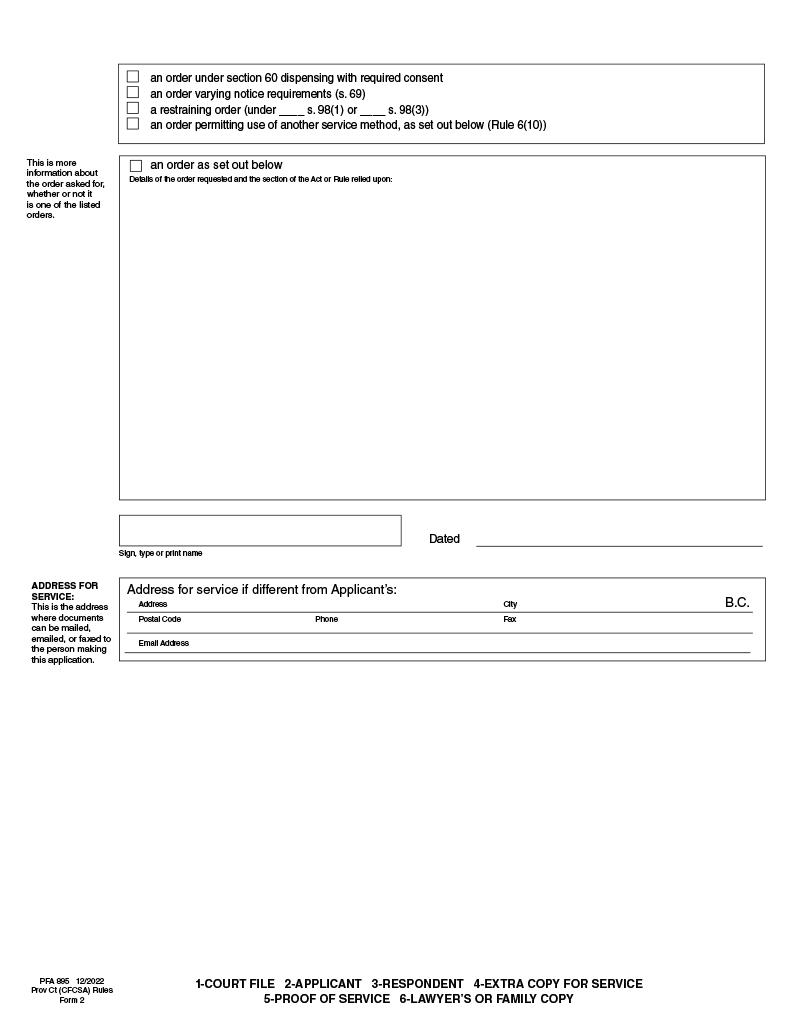 an order under section 60 dispensing with required consent
an order varying notice requirements (s. 69)
a restraining order (under ____ s. 98(1) or ____ s. 98(3))
an order permitting use of another service method, as set out below (Rule 6(10))
This is more
information about
the order asked for,
whether or not it
is one of the listed
orders.
an order as set out below
Details of the order requested and the section of the Act or Rule relied upon:
Sign, type or print name
Dated
ADDRESS FOR
SERVICE:
This is the address
where documents
can be mailed,
emailed, or faxed to
the person making
this application.
Address for service if different from Applicant's:
Address City B.C.
Postal Code Phone Fax
Email Address
PFA 895 12/2022
Prov Ct (CFCSA) Rules
Form 2
1-COURT FILE 2-APPLICANT 3-RESPONDENT 4-EXTRA COPY FOR SERVICE
5-PROOF OF SERVICE 6-LAWYER'S OR FAMILY COPY